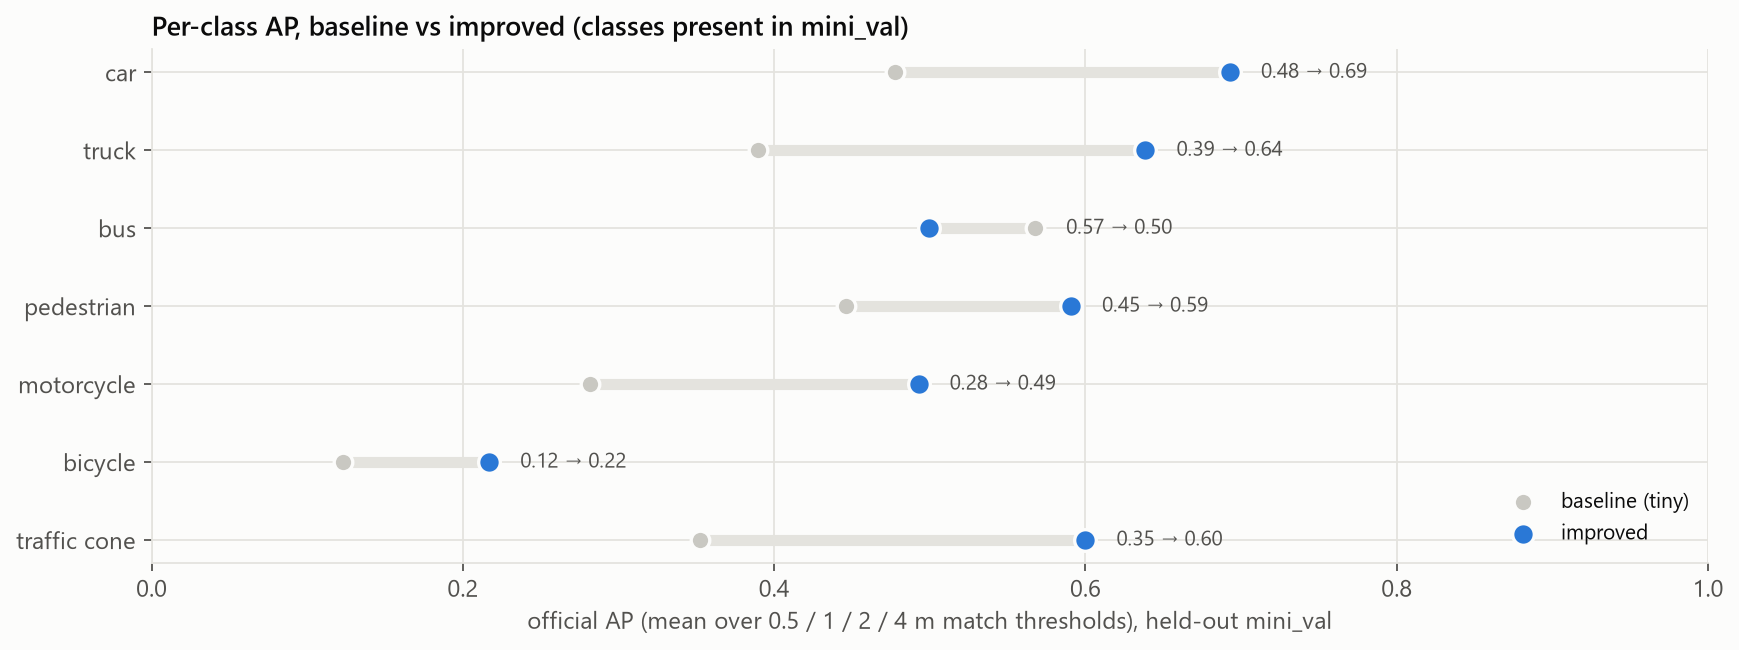 Per-class AP, baseline vs improved (classes present in mini_val)
car
0.48 → 0.69
truck
0.39 → 0.64
bus
0.57 → 0.50
pedestrian
0.45 → 0.59
motorcycle
0.28 → 0.49
bicycle
0.12 → 0.22
traffic cone
0.35 → 0.60
baseline (tiny)
improved
0.0 0.2 0.4 0.6 0.8 1.0
official AP (mean over 0.5 / 1 / 2 / 4 m match thresholds), held-out mini_val